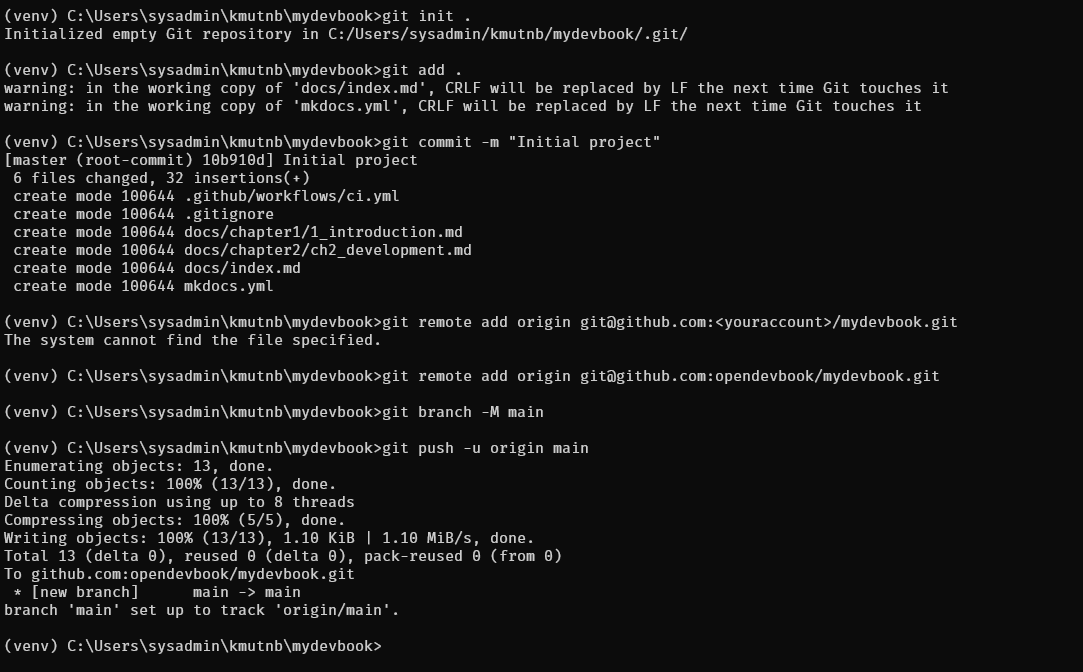 (venv) C:\Users\sysadmin\kmutnb\mydevbook>git init .
Initialized empty Git repository in C:/Users/sysadmin/kmutnb/mydevbook/.git/
(venv) C:\Users\sysadmin\kmutnb\mydevbook>git add .
warning: in the working copy of 'docs/index.md', CRLF will be replaced by LF the next time Git touches it
warning: in the working copy of 'mkdocs.yml', CRLF will be replaced by LF the next time Git touches it
(venv) C:\Users\sysadmin\kmutnb\mydevbook>git commit -m "Initial project"
[master (root-commit) 10b910d] Initial project
 6 files changed, 32 insertions(+)
 create mode 100644 .github/workflows/ci.yml
 create mode 100644 .gitignore
 create mode 100644 docs/chapter1/1_introduction.md
 create mode 100644 docs/chapter2/ch2_development.md
 create mode 100644 docs/index.md
 create mode 100644 mkdocs.yml
(venv) C:\Users\sysadmin\kmutnb\mydevbook>git remote add origin git@github.com:<youraccount>/mydevbook.git
The system cannot find the file specified.
(venv) C:\Users\sysadmin\kmutnb\mydevbook>git remote add origin git@github.com:opendevbook/mydevbook.git
(venv) C:\Users\sysadmin\kmutnb\mydevbook>git branch -M main
(venv) C:\Users\sysadmin\kmutnb\mydevbook>git push -u origin main
Enumerating objects: 13, done.
Counting objects: 100% (13/13), done.
Delta compression using up to 8 threads
Compressing objects: 100% (5/5), done.
Writing objects: 100% (13/13), 1.10 KiB | 1.10 MiB/s, done.
Total 13 (delta 0), reused 0 (delta 0), pack-reused 0 (from 0)
To github.com:opendevbook/mydevbook.git
 * [new branch]      main -> main
branch 'main' set up to track 'origin/main'.
(venv) C:\Users\sysadmin\kmutnb\mydevbook>